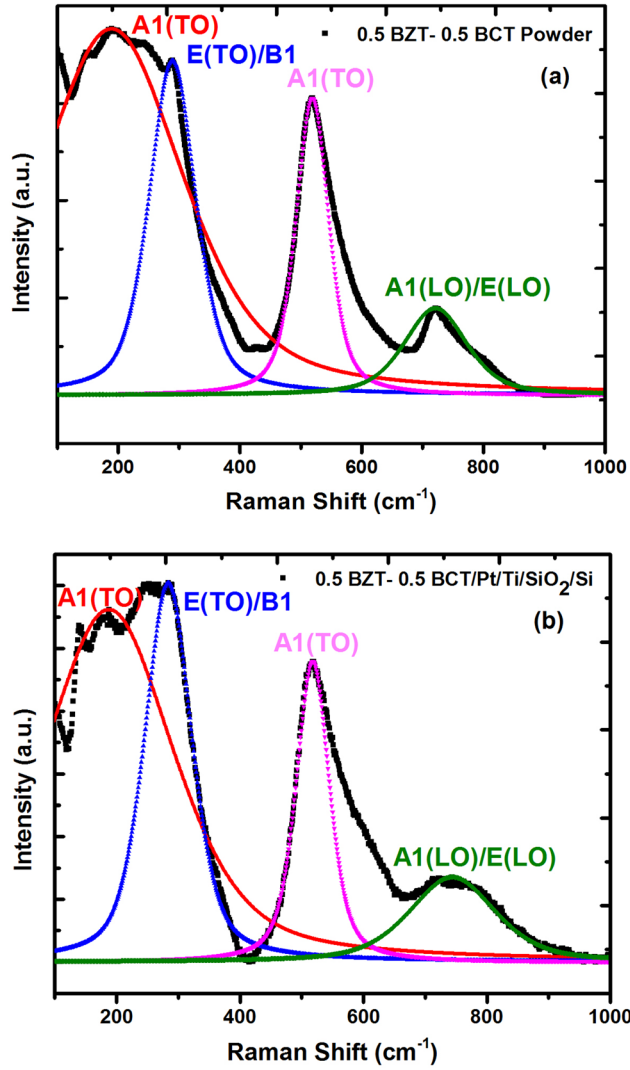 A1(TO)
0.5 BZT- 0.5 BCT Powder
E(TO)/B1
(a)
A1(TO)
A1(LO)/E(LO)
Intensity (a.u.)
200 400 600 800 1000
Raman Shift (cm⁻¹)
0.5 BZT- 0.5 BCT/Pt/Ti/SiO₂/Si
A1(TO)
E(TO)/B1
(b)
A1(TO)
A1(LO)/E(LO)
Intensity (a.u.)
200 400 600 800 1000
Raman Shift (cm⁻¹)